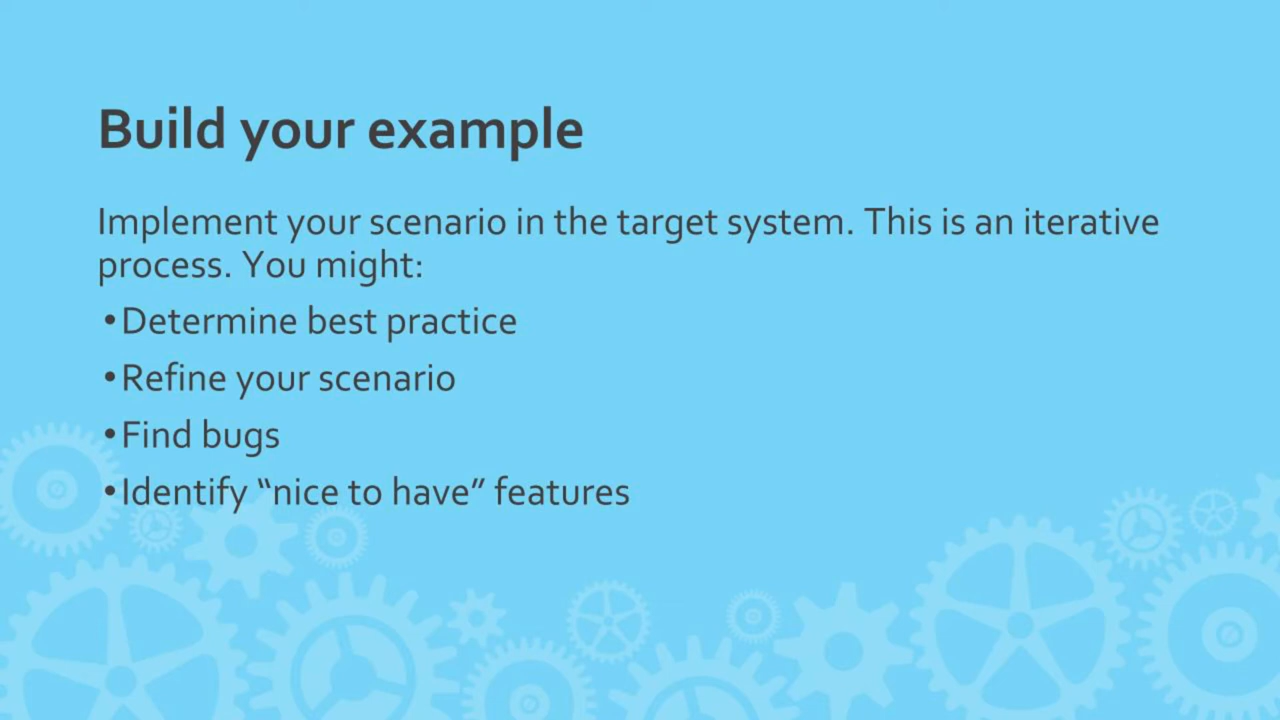 Build your example
Implement your scenario in the target system. This is an iterative
process. You might:
•Determine best practice
•Refine your scenario
•Find bugs
•Identify “nice to have” features